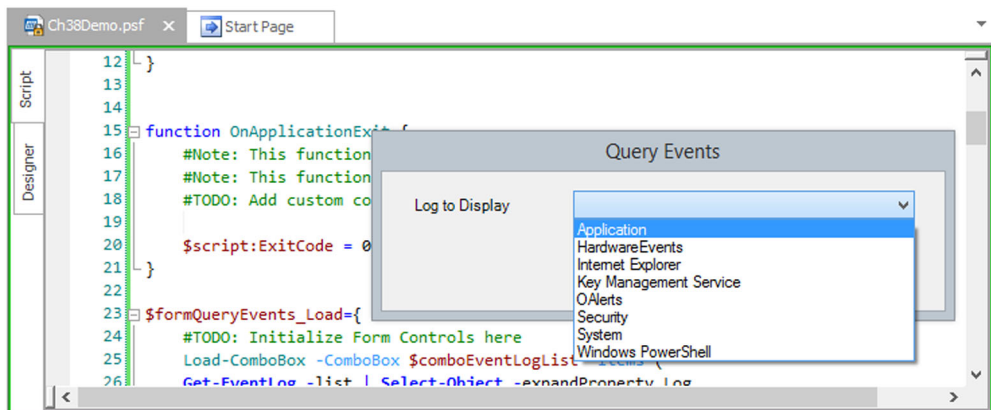 Ch38Demo.psf
Start Page
Script
Designer
12 }
13
14
15 function OnApplicationExit {
16 #Note: This function
17 #Note: This function
18 #TODO: Add custom co
19
20 $script:ExitCode = 0
21 }
22
23 $formQueryEvents_Load={
24 #TODO: Initialize Form Controls here
25 Load-ComboBox -ComboBox $comboEventLogList -Items (
26 Get-EventLog -list | Select-Object -expandProperty Log
Query Events
Log to Display
Application
HardwareEvents
Internet Explorer
Key Management Service
OAlerts
Security
System
Windows PowerShell